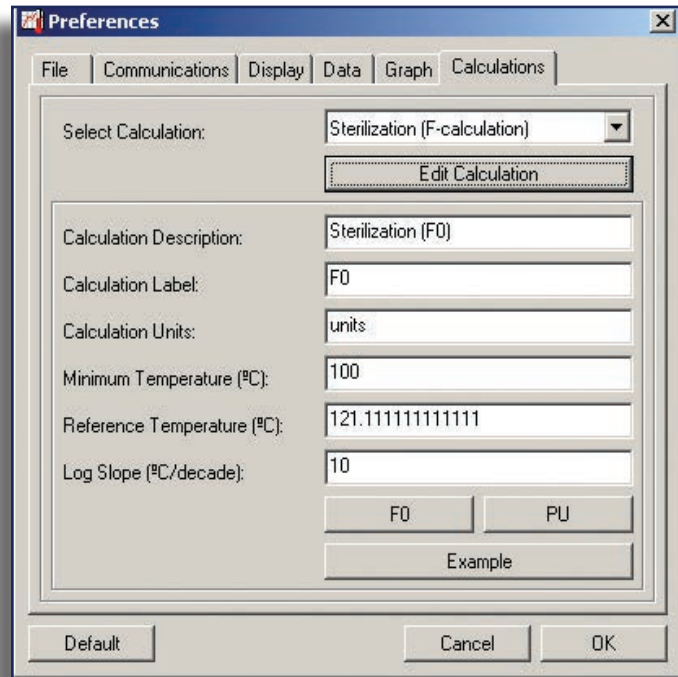 Preferences
File Communications Display Data Graph Calculations
Select Calculation: Sterilization (F-calculation)
Edit Calculation
Calculation Description: Sterilization (F0)
Calculation Label: F0
Calculation Units: units
Minimum Temperature (ºC): 100
Reference Temperature (ºC): 121.111111111111
Log Slope (ºC/decade): 10
F0 PU
Example
Default Cancel OK